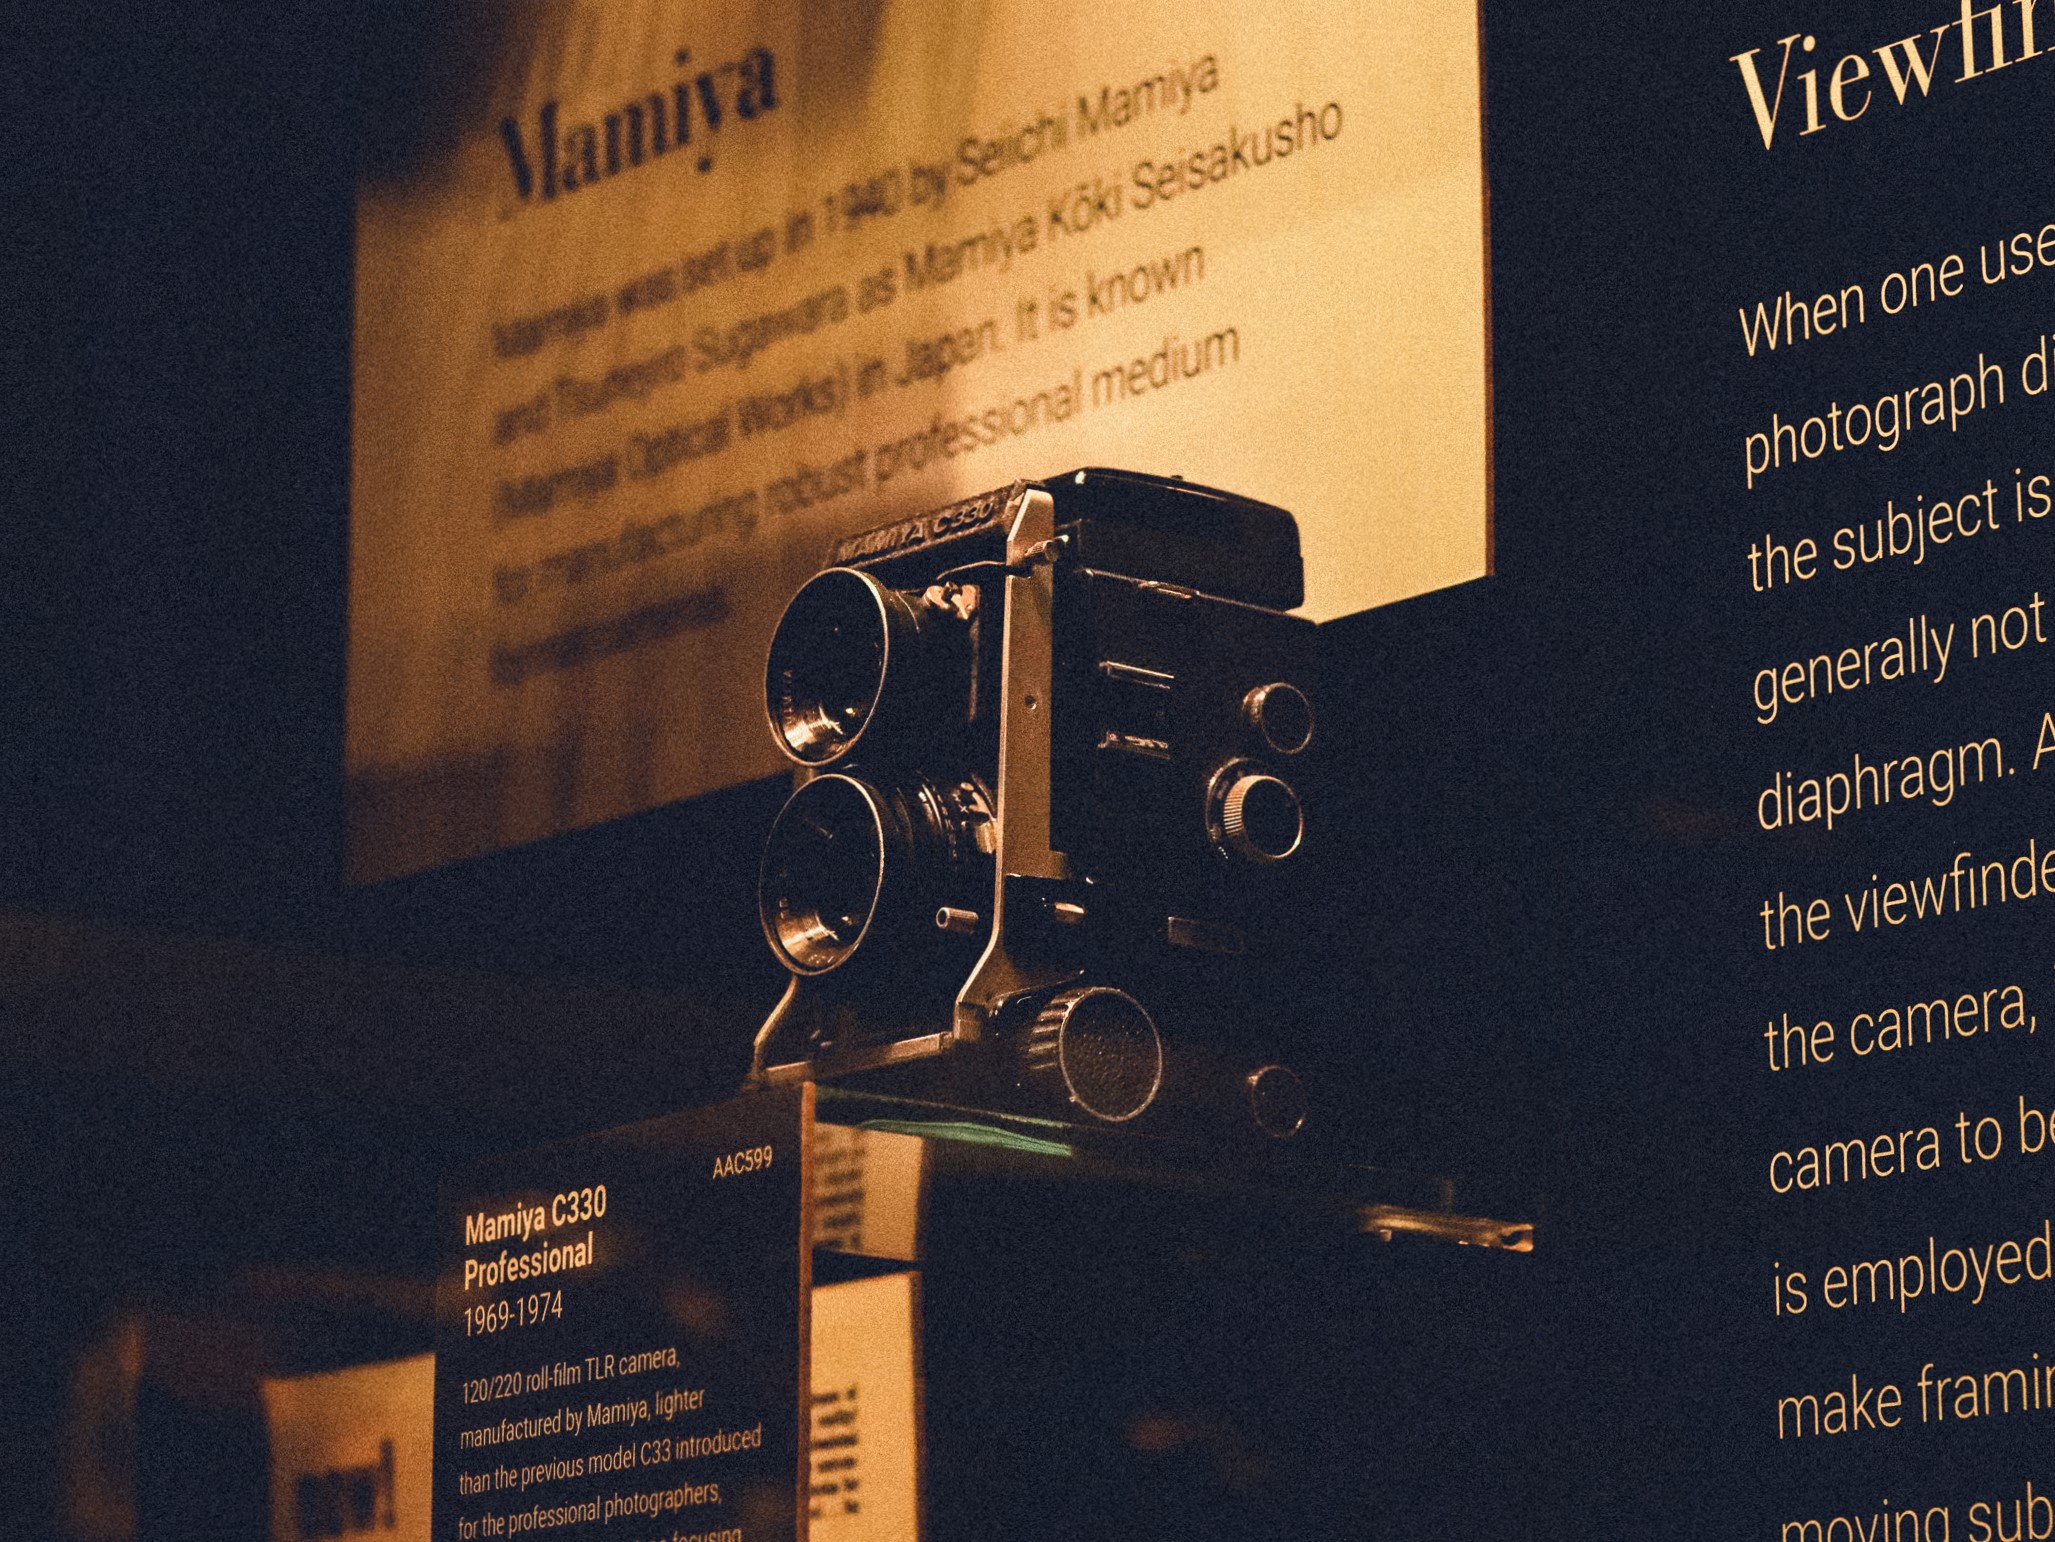 Mamiya
Mamiya was set up in 1940 by Seiichi Mamiya
and Tsunejiro Sugawara as Mamiya Kōki Seisakusho
(Mamiya Optical Works) in Japan. It is known
for manufacturing robust professional medium
MAMIYA C330
AAC599
Mamiya C330
Professional
1969-1974
120/220 roll-film TLR camera,
manufactured by Mamiya, lighter
than the previous model C33 introduced
for the professional photographers,
focusing
When one use
photograph di
the subject is
generally not
diaphragm. A
the viewfinde
the camera,
camera to be
is employed
make framin
moving sub